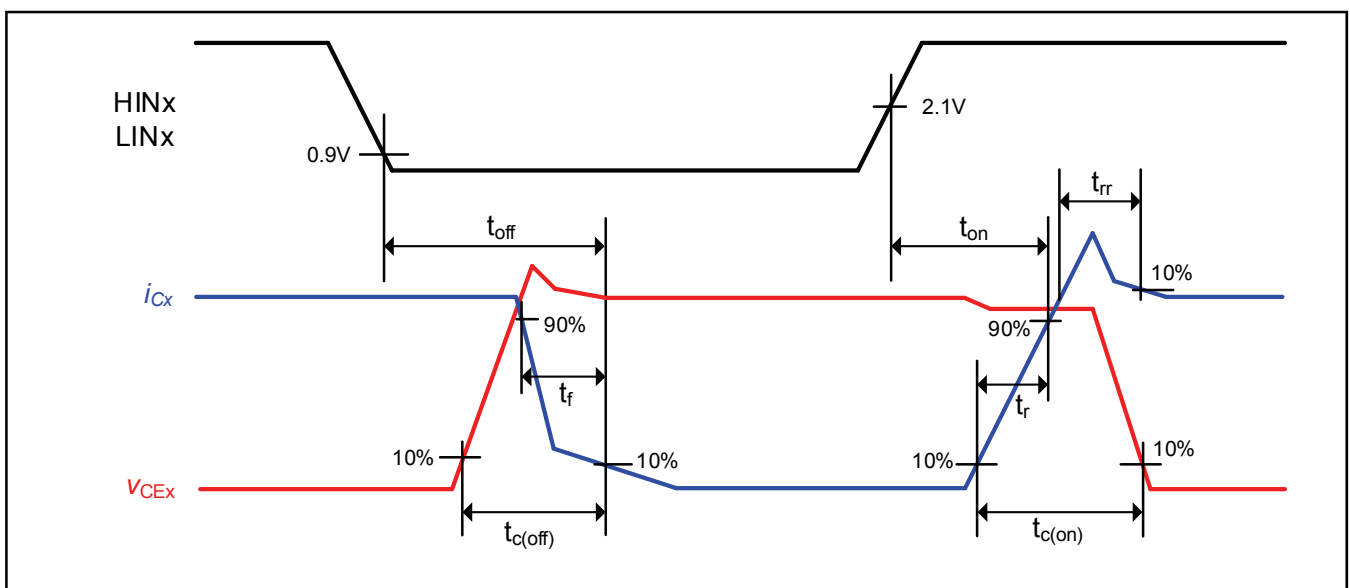 HINx
LINx
0.9V
2.1V
trr
toff
ton
iCx
10%
90%
90%
tf
tr
10%
10%
10%
10%
vCEx
tc(off)
tc(on)